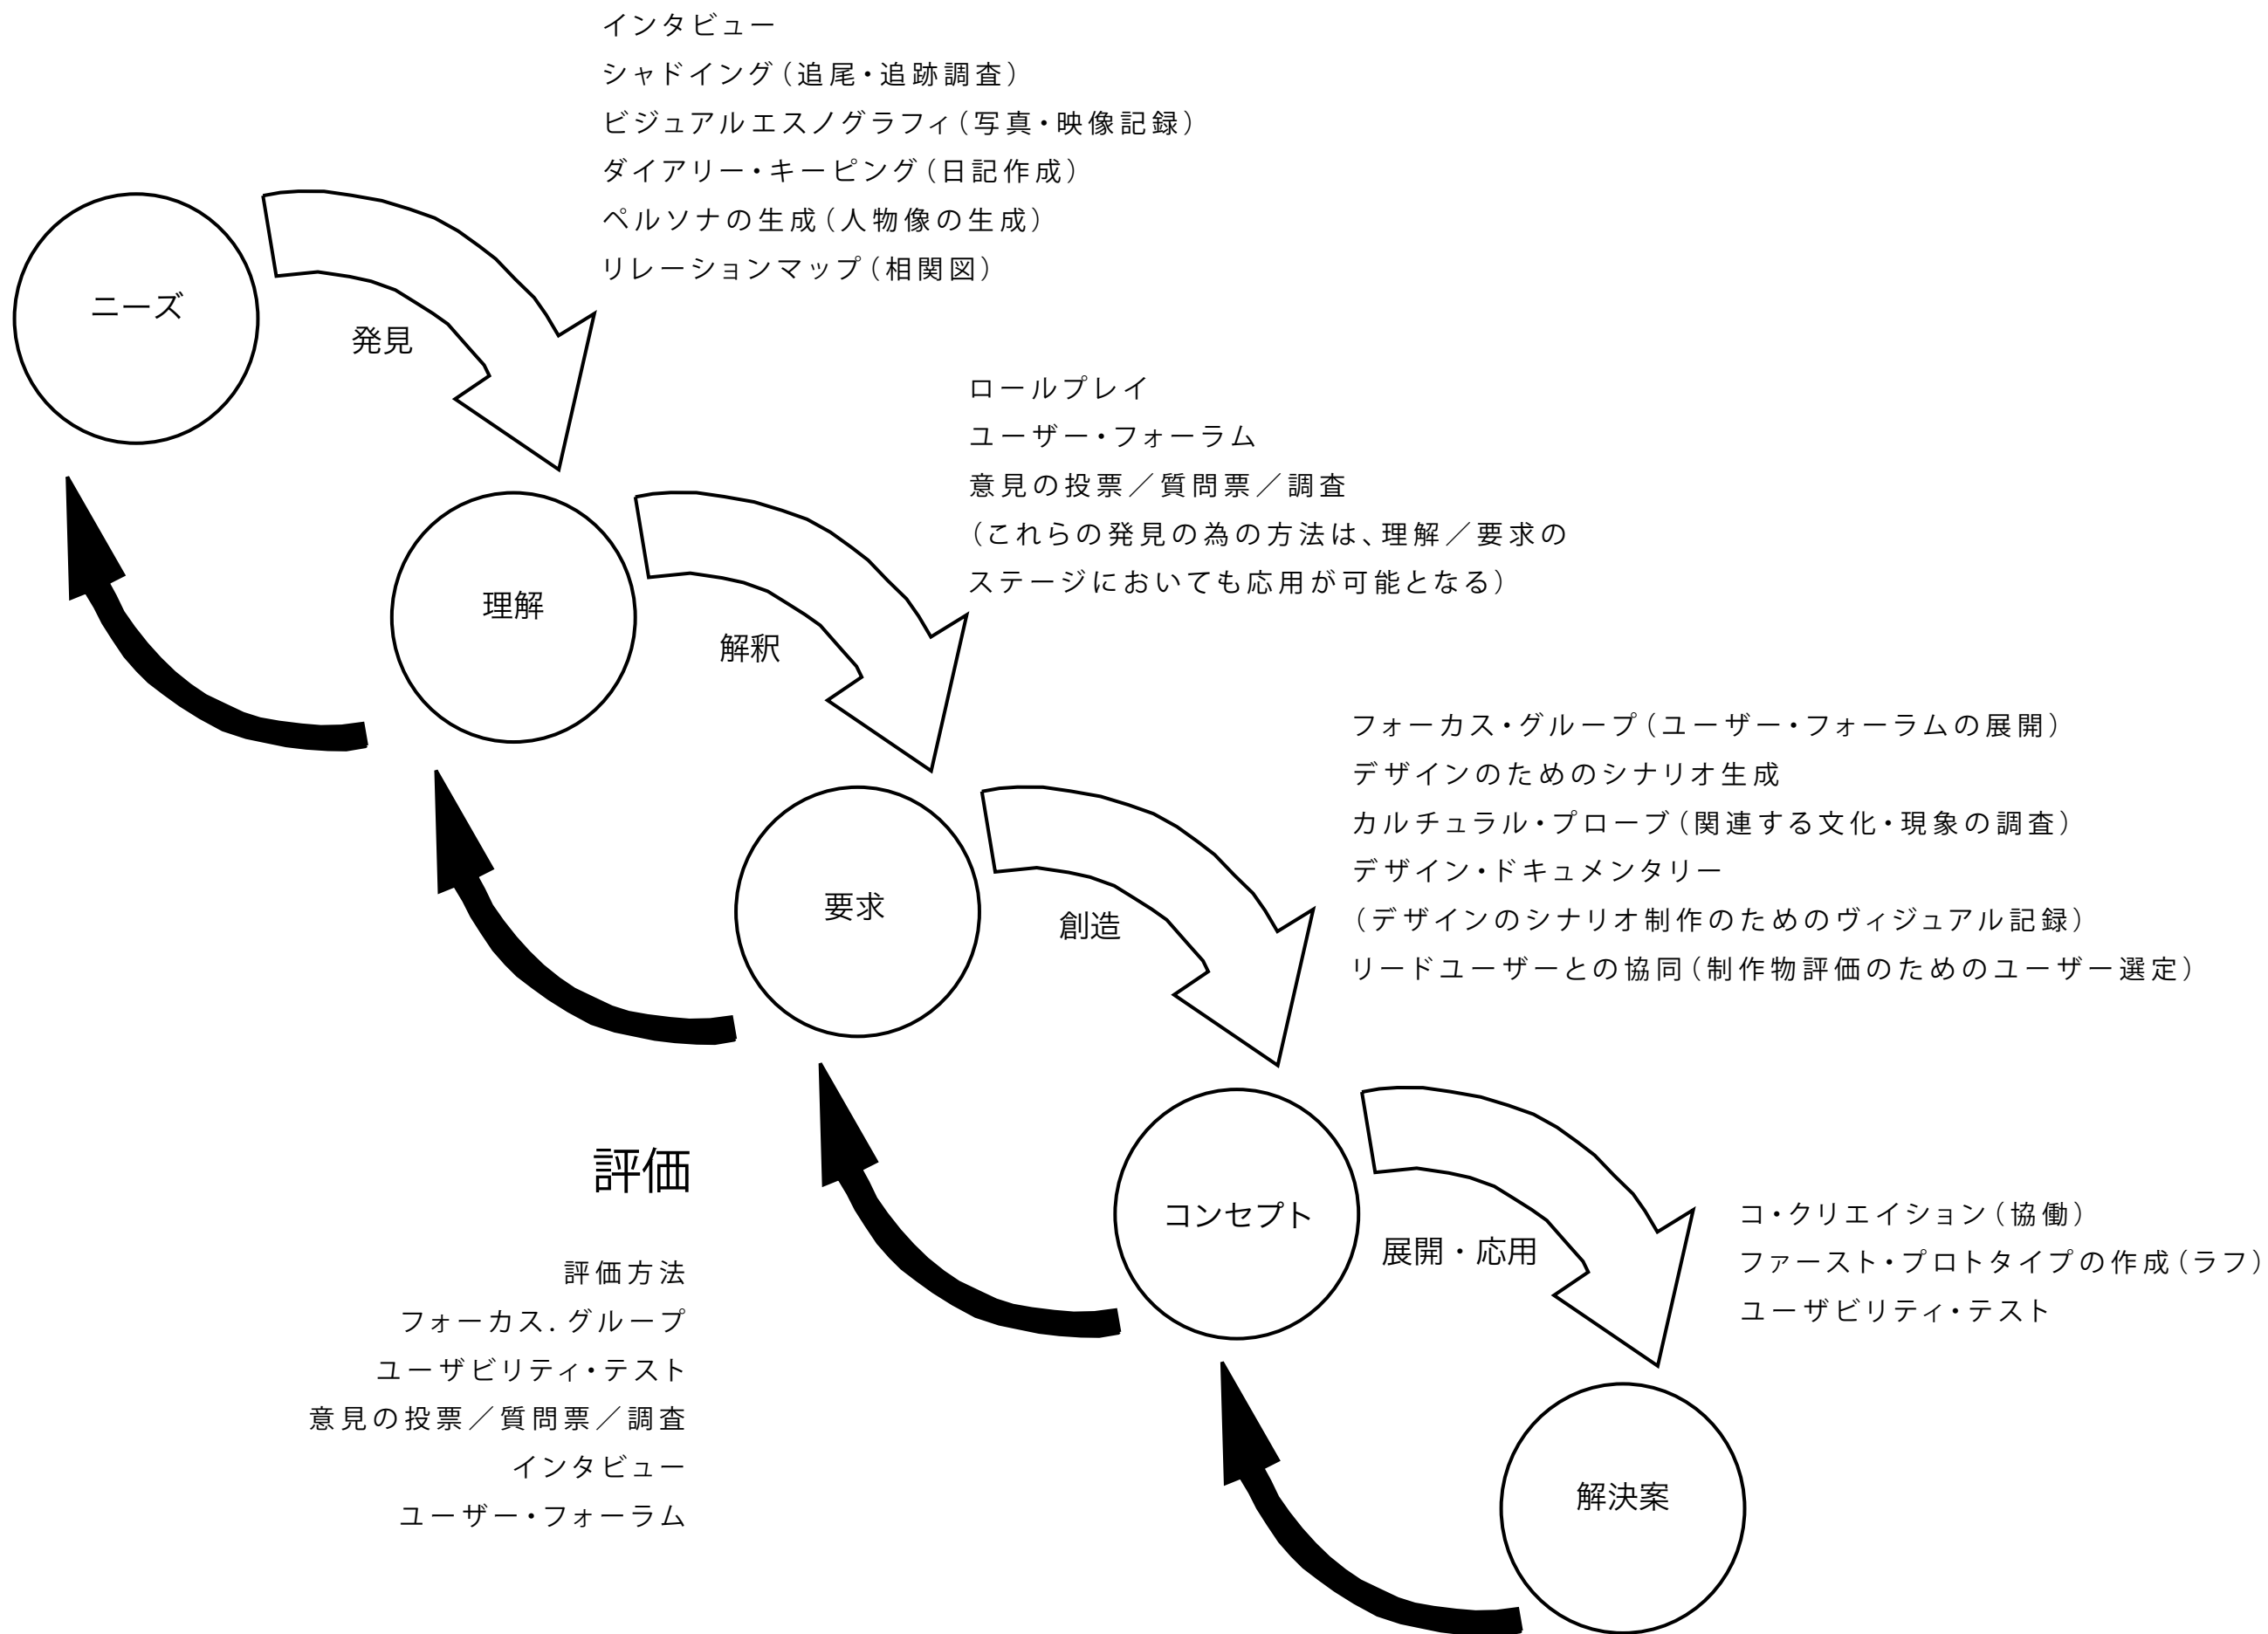 インタビュー
シャドイング（追尾・追跡調査）
ビジュアルエスノグラフィ（写真・映像記録）
ダイアリー・キーピング（日記作成）
ペルソナの生成（人物像の生成）
リレーションマップ（相関図）
ニーズ
発見
ロールプレイ
ユーザー・フォーラム
意見の投票／質問票／調査
（これらの発見の為の方法は、理解／要求の
ステージにおいても応用が可能となる）
理解
解釈
フォーカス・グループ（ユーザー・フォーラムの展開）
デザインのためのシナリオ生成
カルチュラル・プローブ（関連する文化・現象の調査）
デザイン・ドキュメンタリー
（デザインのシナリオ制作のためのヴィジュアル記録）
リードユーザーとの協同（制作物評価のためのユーザー選定）
要求
創造
コンセプト
展開・応用
コ・クリエイション（協働）
ファースト・プロトタイプの作成（ラフ）
ユーザビリティ・テスト
解決案
評価
評価方法
フォーカス．グループ
ユーザビリティ・テスト
意見の投票／質問票／調査
インタビュー
ユーザー・フォーラム